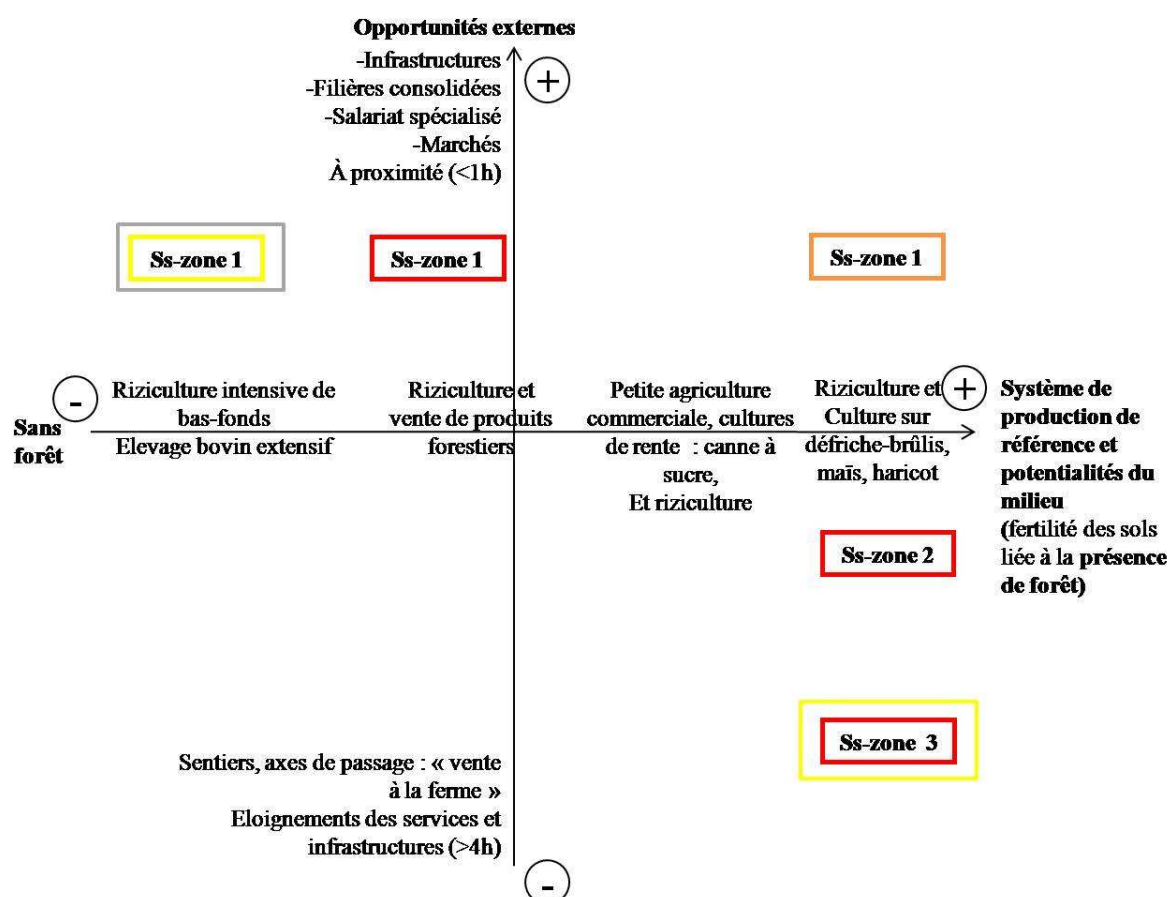 Opportunités externes
-Infrastructures
-Filières consolidées
-Salariat spécialisé
-Marchés
À proximité (<1h)
+
Ss-zone 1
Ss-zone 1
Ss-zone 1
-
Sans
forêt
Riziculture intensive de
bas-fonds
Elevage bovin extensif
Riziculture et
vente de produits
forestiers
Petite agriculture
commerciale, cultures
de rente : canne à
sucre,
Et riziculture
Riziculture et
Culture sur
défriche-brûlis,
maïs, haricot
+
Système de
production de
référence et
potentialités du
milieu
(fertilité des sols
liée à la présence
de forêt)
Ss-zone 2
Ss-zone 3
Sentiers, axes de passage : « vente
à la ferme »
Eloignements des services et
infrastructures (>4h)
-